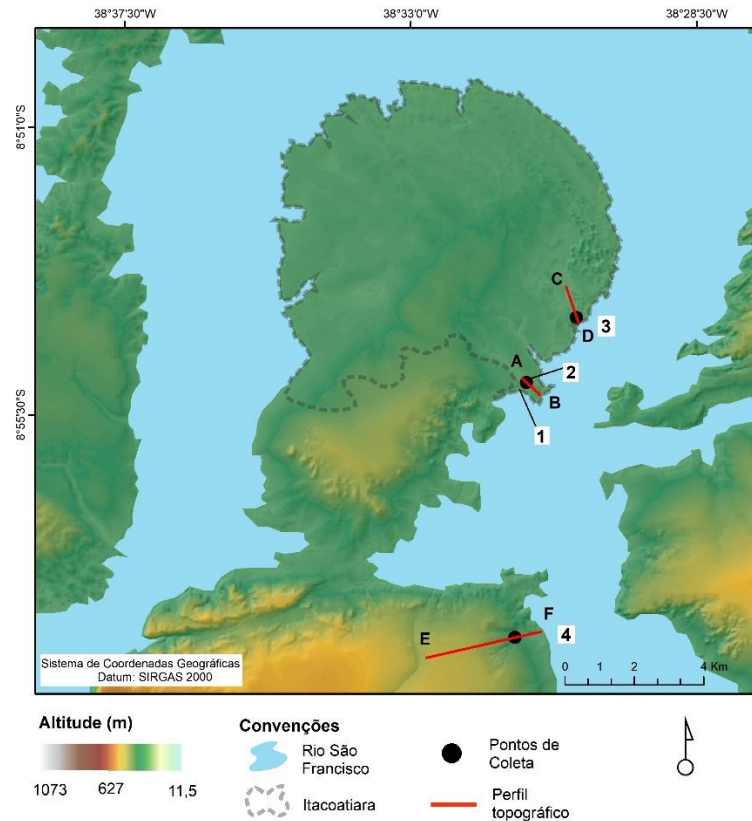 38°37'30"W
38°33'0"W
38°28'30"W
8°51'0"S
C
3
D
A
2
B
8°55'30"S
1
F
E
4
Sistema de Coordenadas Geográficas
Datum: SIRGAS 2000
0 1 2 4 Km
Altitude (m)
1073 627 11,5
Convenções
Rio São
Francisco
Itacoatiara
Pontos de
Coleta
Perfil
topográfico